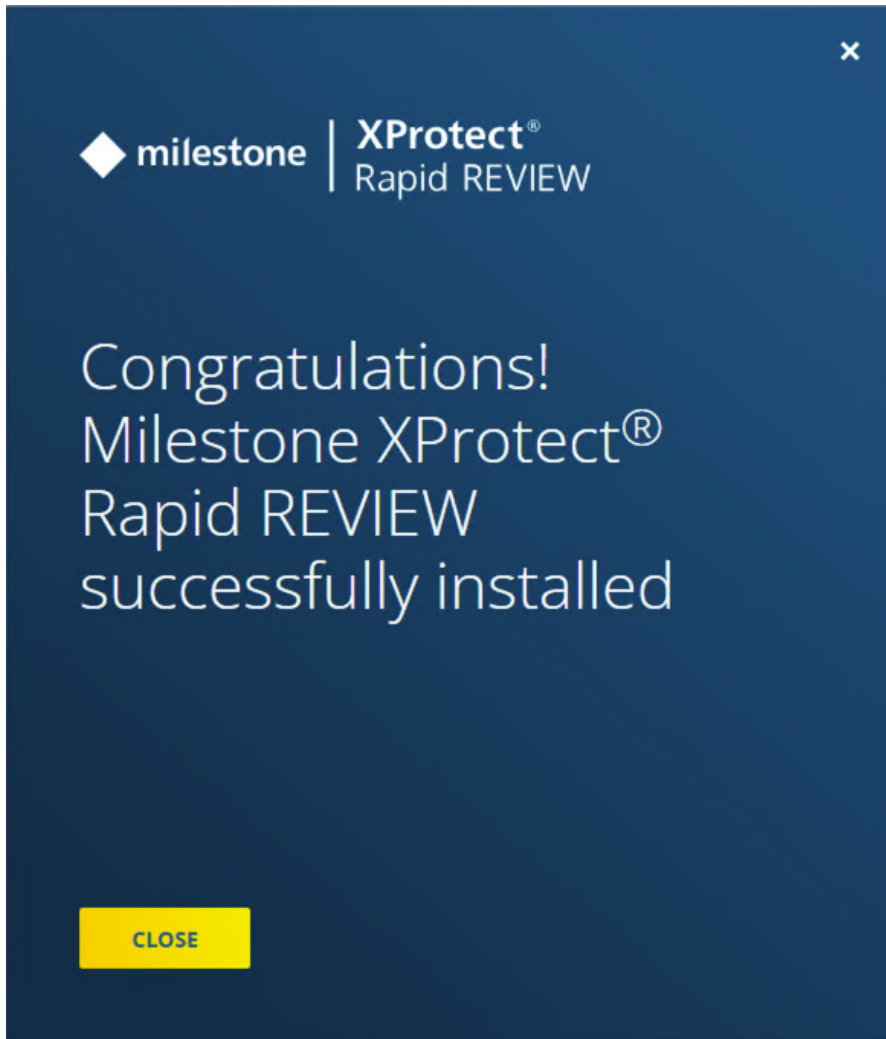 ×
milestone
XProtect®
Rapid REVIEW
Congratulations!
Milestone XProtect®
Rapid REVIEW
successfully installed
CLOSE